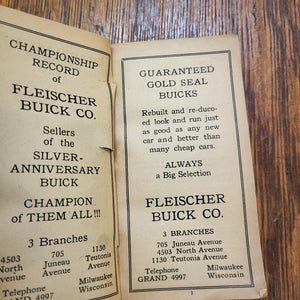 CHAMPIONSHIP
RECORD
of
FLEISCHER
BUICK CO.
Sellers
of the
SILVER-
ANNIVERSARY
BUICK
CHAMPION
of THEM ALL!!!
3 Branches
4503 705 1130
North Juneau Teutonia
Avenue Avenue Avenue
Telephone Milwaukee
GRAND 4997 Wisconsin
GUARANTEED
GOLD SEAL
BUICKS
Rebuilt and re-duco-
ed look and run just
as good as any new
car and better than
many cheap cars.
ALWAYS
a Big Selection
FLEISCHER
BUICK CO.
3 BRANCHES
705 Juneau Avenue
4503 North Avenue
1130 Teutonia Avenue
Telephone Milwaukee
GRAND 4997 Wisconsin